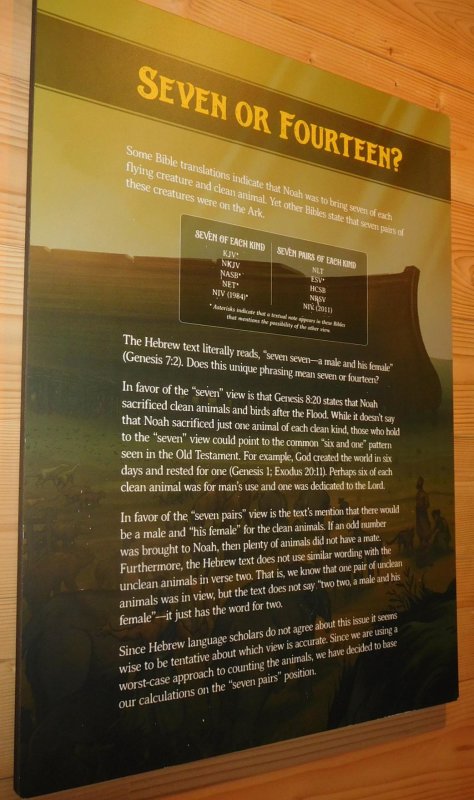 SEVEN OR FOURTEEN?
Some Bible translations indicate that Noah was to bring seven of each
flying creature and clean animal. Yet other Bibles state that seven pairs of
these creatures were on the Ark.
SEVEN OF EACH KIND
KJV*
NKJV
NASB*
NET*
NIV (1984)*
SEVEN PAIRS OF EACH KIND
NLT
ESV*
HCSB
NRSV
NIV (2011)
* Asterisks indicate that a textual note appears in these Bibles
that mentions the possibility of the other view.
The Hebrew text literally reads, “seven seven—a male and his female”
(Genesis 7:2). Does this unique phrasing mean seven or fourteen?
In favor of the “seven” view is that Genesis 8:20 states that Noah
sacrificed clean animals and birds after the Flood. While it doesn't say
that Noah sacrificed just one animal of each clean kind, those who hold
to the “seven” view could point to the common “six and one” pattern
seen in the Old Testament. For example, God created the world in six
days and rested for one (Genesis 1; Exodus 20:11). Perhaps six of each
clean animal was for man's use and one was dedicated to the Lord.
In favor of the “seven pairs” view is the text's mention that there would
be a male and “his female” for the clean animals. If an odd number
was brought to Noah, then plenty of animals did not have a mate.
Furthermore, the Hebrew text does not use similar wording with the
unclean animals in verse two. That is, we know that one pair of unclean
animals was in view, but the text does not say “two two, a male and his
female”—it just has the word for two.
Since Hebrew language scholars do not agree about this issue it seems
wise to be tentative about which view is accurate. Since we are using a
worst-case approach to counting the animals, we have decided to base
our calculations on the “seven pairs” position.